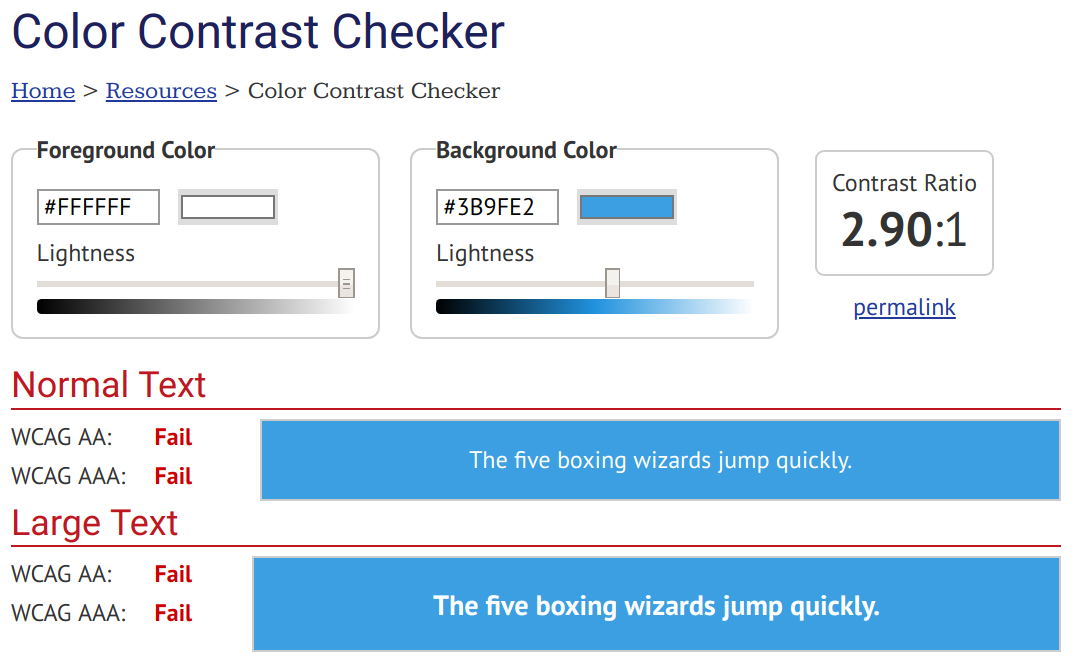 Color Contrast Checker
Home > Resources > Color Contrast Checker
Foreground Color
#FFFFFF
Lightness
Background Color
#3B9FE2
Lightness
Contrast Ratio
2.90:1
permalink
Normal Text
WCAG AA: Fail
WCAG AAA: Fail
The five boxing wizards jump quickly.
Large Text
WCAG AA: Fail
WCAG AAA: Fail
The five boxing wizards jump quickly.